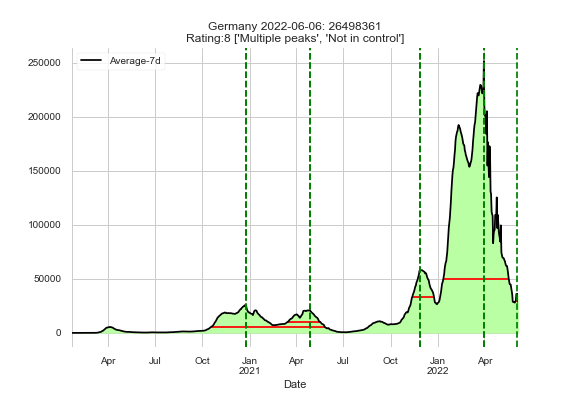 Germany 2022-06-06: 26498361
Rating:8 ['Multiple peaks', 'Not in control']
Average-7d
250000
200000
150000
100000
50000
0
Apr Jul Oct Jan Apr Jul Oct Jan Apr
2021 2022
Date